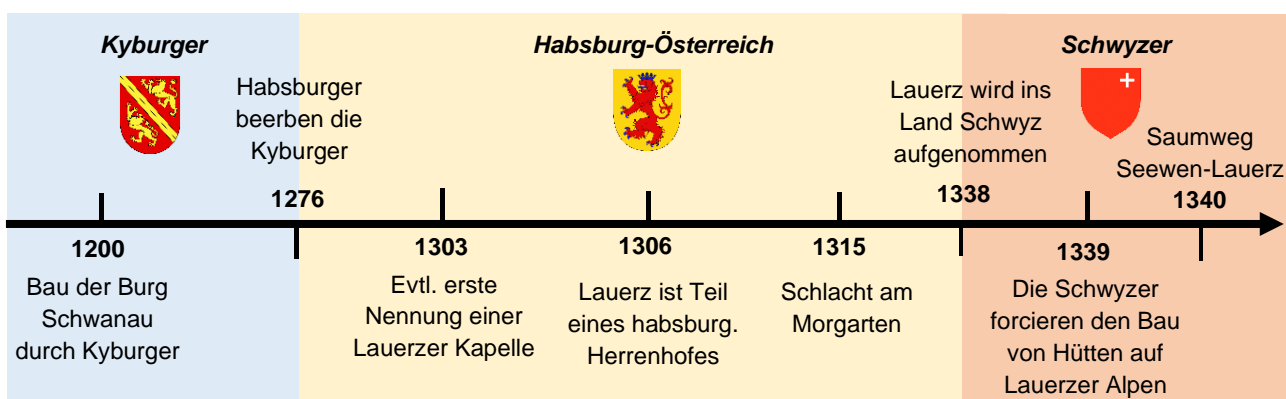 Kyburger
Habsburg-Österreich
Schwyzer
Habsburger
beerben die
Kyburger
Lauerz wird ins
Land Schwyz
aufgenommen
Saumweg
Seewen-Lauerz
1276
1338
1340
1200
Bau der Burg
Schwanau
durch Kyburger
1303
Evtl. erste
Nennung einer
Lauerzer Kapelle
1306
Lauerz ist Teil
eines habsburg.
Herrenhofes
1315
Schlacht am
Morgarten
1339
Die Schwyzer
forcieren den Bau
von Hütten auf
Lauerzer Alpen